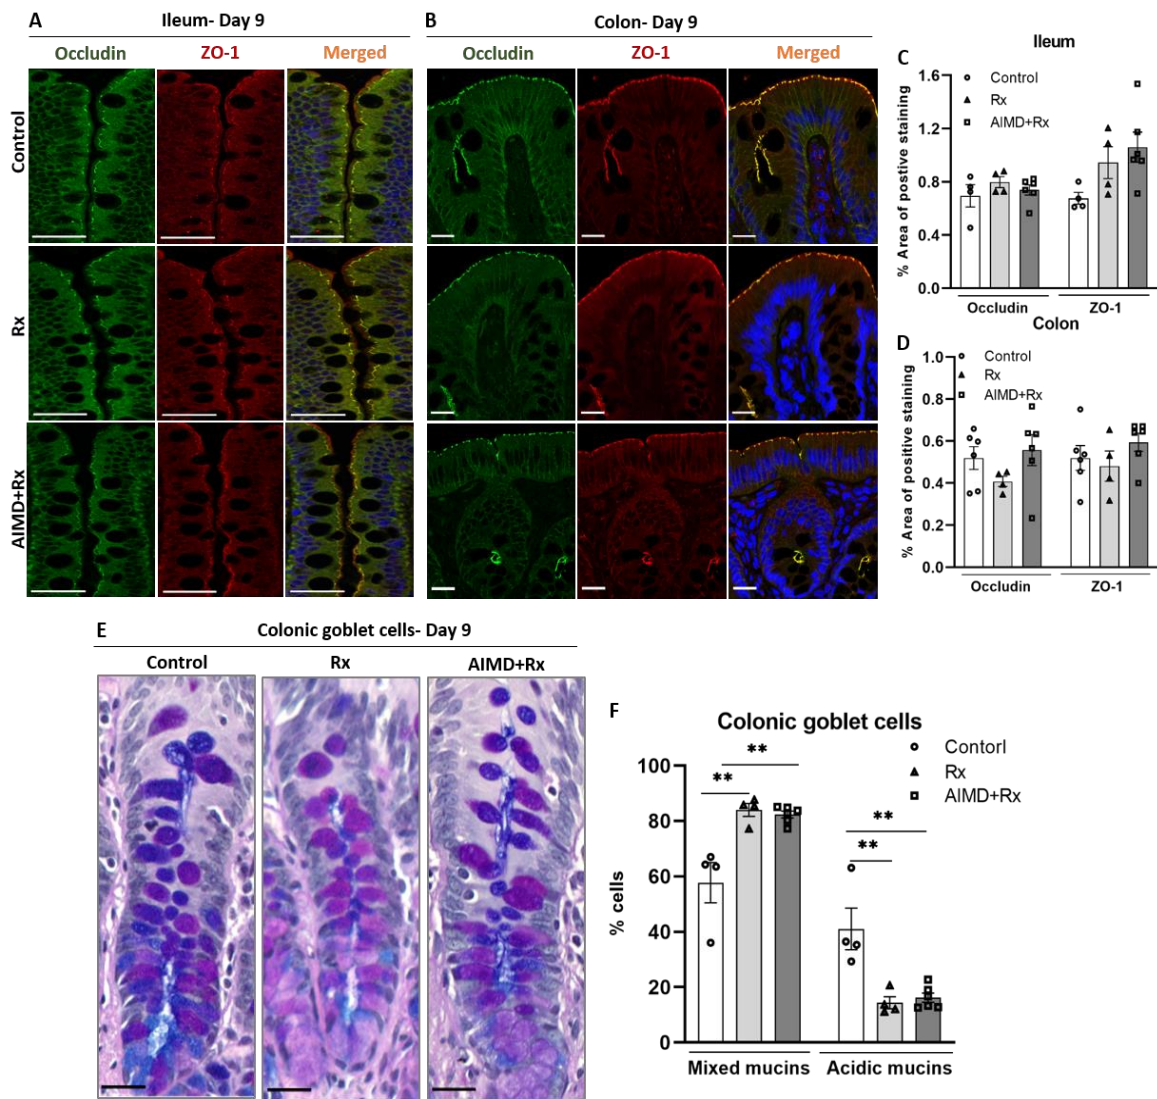 A
Ileum- Day 9
Occludin
ZO-1
Merged
Control
Rx
AIMD+Rx
B
Colon- Day 9
Occludin
ZO-1
Merged
C
Ileum
Control
Rx
AIMD+Rx
% Area of postive staining
1.6
1.2
0.8
0.4
0.0
Occludin
ZO-1
Colon
D
Control
Rx
AIMD+Rx
% Area of positive staining
1.0
0.8
0.6
0.4
0.2
0.0
Occludin
ZO-1
E
Colonic goblet cells- Day 9
Control
Rx
AIMD+Rx
F
Colonic goblet cells
Contorl
Rx
AIMD+Rx
% cells
100
80
60
40
20
0
**
**
**
**
Mixed mucins
Acidic mucins